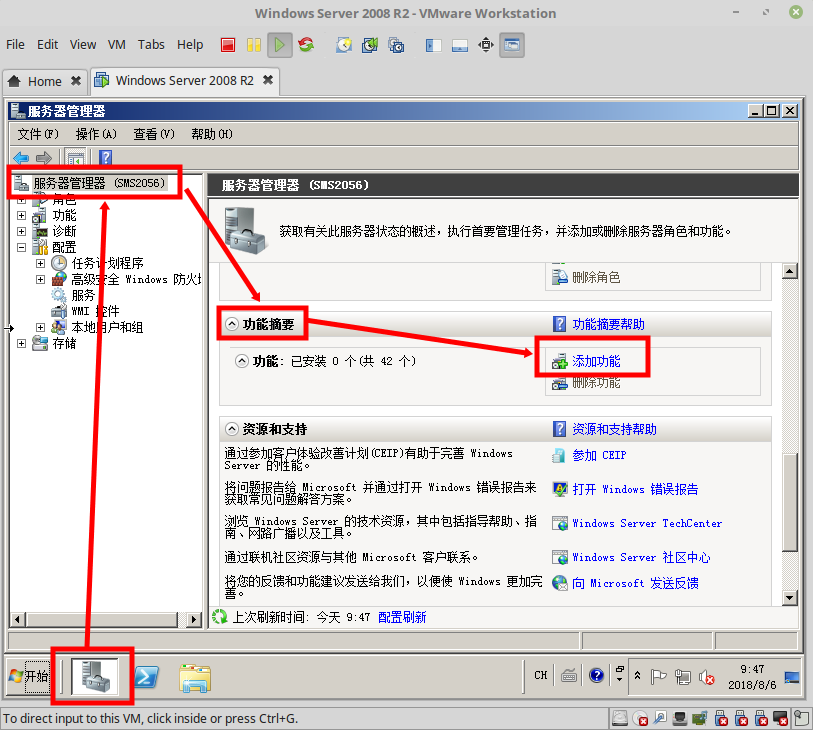 Windows Server 2008 R2 - VMware Workstation
File Edit View VM Tabs Help
Home Windows Server 2008 R2
服务器管理器
文件(F) 操作(A) 查看(V) 帮助(H)
服务器管理器 (SMS2056)
角色
功能
诊断
配置
任务计划程序
高级安全 Windows 防火墙
服务
WMI 控件
本地用户和组
存储
服务器管理器 (SMS2056)
获取有关此服务器状态的概述，执行首要管理任务，并添加或删除服务器角色和功能。
删除角色
功能摘要 功能摘要帮助
功能: 已安装 0 个(共 42 个) 添加功能
删除功能
资源和支持 资源和支持帮助
通过参加客户体验改善计划(CEIP)有助于完善 Windows
Server 的性能。
参加 CEIP
将问题报告给 Microsoft 并通过打开 Windows 错误报告来
获取常见问题解答方案。
打开 Windows 错误报告
浏览 Windows Server 的技术资源，其中包括指导帮助、指
南、网路广播以及工具。
Windows Server TechCenter
通过联机社区资源与其他 Microsoft 客户联系。 Windows Server 社区中心
将您的反馈和功能建议发送给我们，以便使 Windows 更加完
善。
向 Microsoft 发送反馈
上次刷新时间: 今天 9:47 配置刷新
开始
CH
9:47
2018/8/6
To direct input to this VM, click inside or press Ctrl+G.